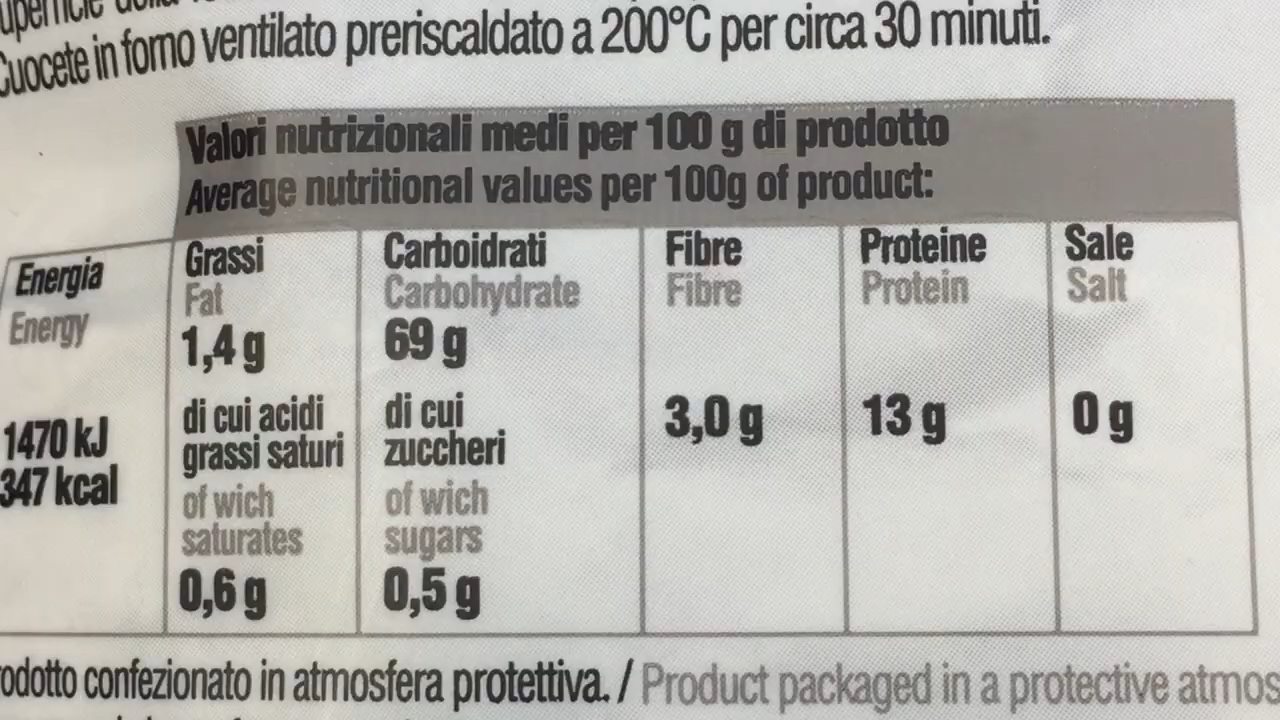 Cuocete in forno ventilato preriscaldato a 200°C per circa 30 minuti.
Valori nutrizionali medi per 100 g di prodotto
Average nutritional values per 100g of product:
Energia
Energy
1470 kJ
347 kcal
Grassi
Fat
1,4 g
di cui acidi
grassi saturi
of wich
saturates
0,6 g
Carboidrati
Carbohydrate
69 g
di cui
zuccheri
of wich
sugars
0,5 g
Fibre
Fibre
3,0 g
Proteine
Protein
13 g
Sale
Salt
0 g
rodotto confezionato in atmosfera protettiva. / Product packaged in a protective atmos